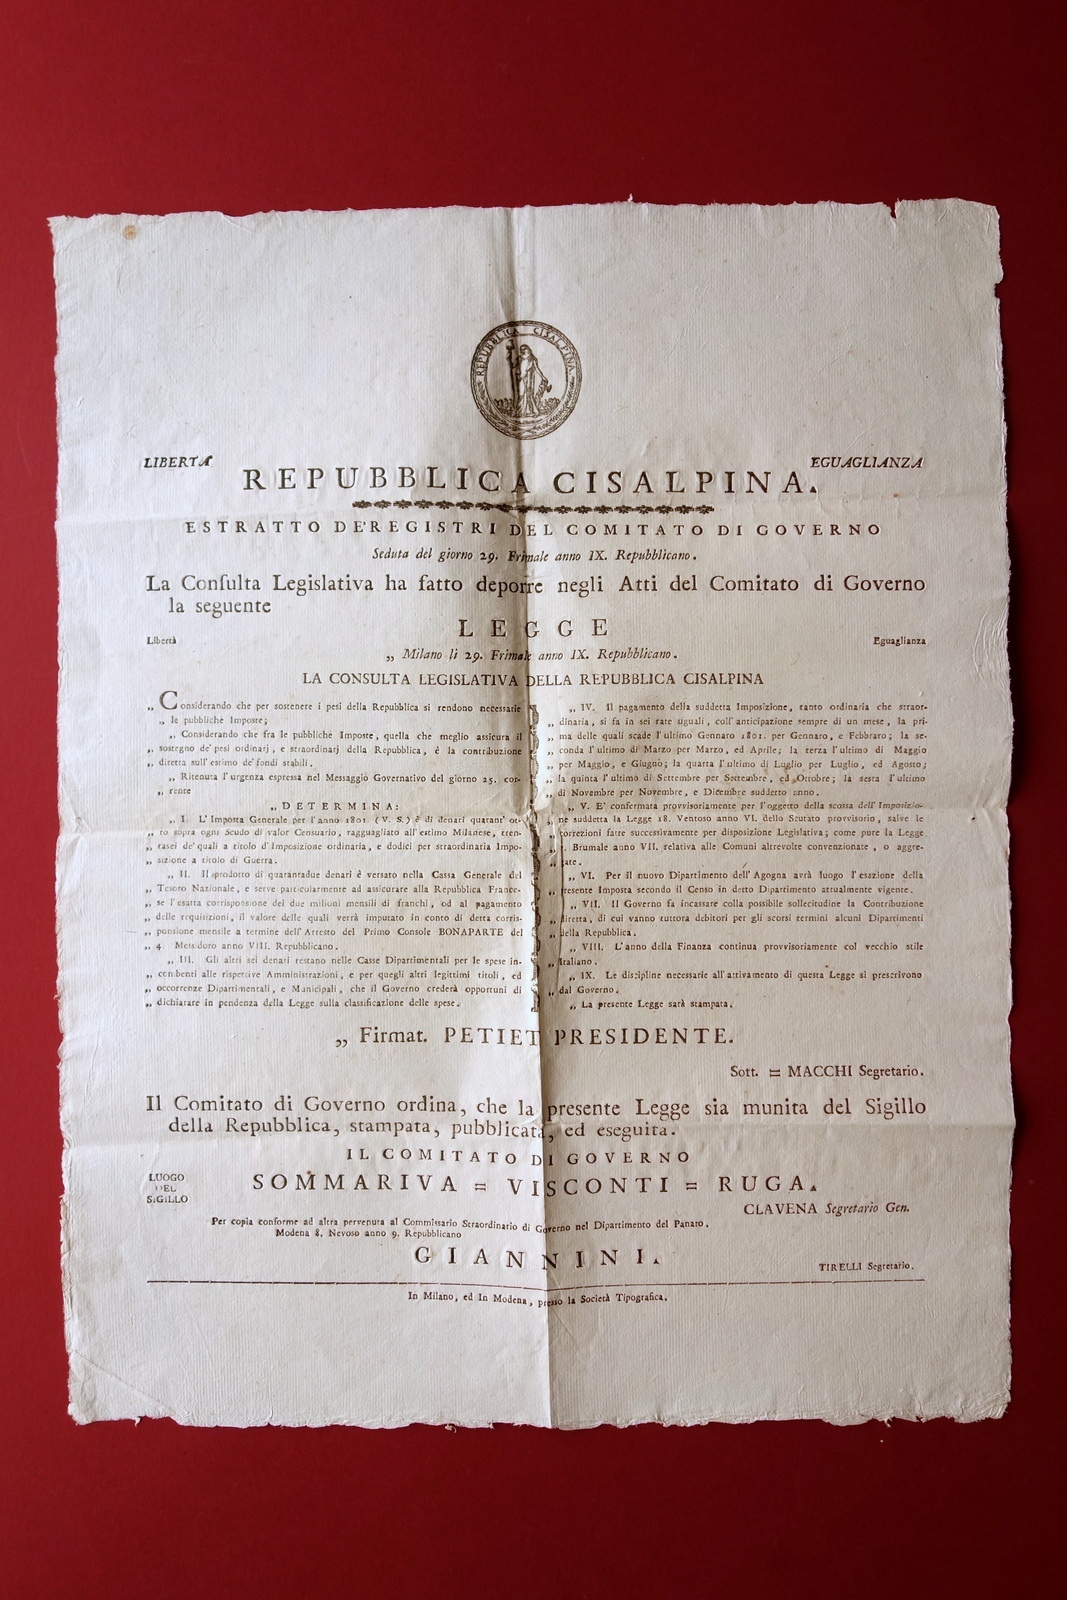 REPUBBLICA CISALPINA
LIBERTA' EGUAGLIANZA
REPUBBLICA CISALPINA.
ESTRATTO DE' REGISTRI DEL COMITATO DI GOVERNO
Seduta del giorno 29. Frimale anno IX. Repubblicano.
La Consulta Legislativa ha fatto deporre negli Atti del Comitato di Governo
la seguente
LEGGE
Libertà Eguaglianza
„ Milano li 29. Frimale anno IX. Repubblicano.
LA CONSULTA LEGISLATIVA DELLA REPUBBLICA CISALPINA
„ Considerando che per sostenere i pesi della Repubblica si rendono necessarie
„ le pubbliche Imposte;
„ Considerando che fra le pubbliche Imposte, quella che meglio assicura il
„ sostegno de' pesi ordinarj, e straordinarj della Repubblica, è la contribuzione
„ diretta sull'estimo de' fondi stabili.
„ Ritenuta l'urgenza espressa nel Messaggio Governativo del giorno 25. cor-
„ rente
„ DETERMINA:
„ I. L'Imposta Generale per l'anno 1801. (V. S.) è di denari quarant'ot-
„ to sopra ogni Scudo di valor Censuario, ragguagliato all'estimo Milanese, tren-
„ tasei de' quali a titolo d'Imposizione ordinaria, e dodici per straordinaria Impo-
„ sizione a titolo di Guerra.
„ II. Il prodotto di quarantadue denari è versato nella Cassa Generale del
„ Tesoro Nazionale, e serve particolarmente ad assicurare alla Repubblica France-
„ se l'esatta corrisponsione dei due milioni mensili di franchi, od al pagamento
„ delle requisizioni, il valore delle quali verrà imputato in conto di detta corris-
„ ponsione mensile a termine dell'Arresto del Primo Console BONAPARTE del
„ 4. Messidoro anno VIII. Repubblicano.
„ III. Gli altri sei denari restano nelle Casse Dipartimentali per le spese in-
„ combenti alle rispettive Amministrazioni, e per quegli altri legittimi titoli, ed
„ occorrenze Dipartimentali, e Municipali, che il Governo crederà opportuni di
„ dichiarare in pendenza della Legge sulla classificazione delle spese.
„ IV. Il pagamento della suddetta Imposizione, tanto ordinaria che straor-
„ dinaria, si fa in sei rate uguali, coll'anticipazione sempre di un mese, la pri-
„ ma delle quali scade l'ultimo Gennaro 1801. per Gennaro, e Febbraro; la se-
„ conda l'ultimo di Marzo per Marzo, ed Aprile; la terza l'ultimo di Maggio
„ per Maggio, e Giugno; la quarta l'ultimo di Luglio per Luglio, ed Agosto;
„ la quinta l'ultimo di Settembre per Settembre, ed Ottobre; la sesta l'ultimo
„ di Novembre per Novembre, e Dicembre suddetto anno.
„ V. E' confermata provvisoriamente per l'oggetto della scossa dell'Imposizio-
„ ne suddetta la Legge 18. Ventoso anno VI. dello Scutato provvisorio, salve le
„ correzioni fatte successivamente per disposizione Legislativa; come pure la Legge
„ . Brumale anno VII. relativa alle Comuni altrevolte convenzionate, o aggre-
„ ate.
„ VI. Per il nuovo Dipartimento dell'Agogna avrà luogo l'esazione della
„ resente Imposta secondo il Censo in detto Dipartimento attualmente vigente.
„ VII. Il Governo fa incassare colla possibile sollecitudine la Contribuzione
„ diretta, di cui vanno tuttora debitori per gli scorsi termini alcuni Dipartimenti
„ della Repubblica.
„ VIII. L'anno della Finanza continua provvisoriamente col vecchio stile
„ Italiano.
„ IX. Le discipline necessarie all'attivamento di questa Legge si prescrivono
„ dal Governo.
„ La presente Legge sarà stampata.
„ Firmat. PETIET PRESIDENTE.
Sott. = MACCHI Segretario.
Il Comitato di Governo ordina, che la presente Legge sia munita del Sigillo
della Repubblica, stampata, pubblicata, ed eseguita.
IL COMITATO DI GOVERNO
LUOGO
DEL
SIGILLO
SOMMARIVA = VISCONTI = RUGA.
CLAVENA Segretario Gen.
Per copia conforme ad altra pervenuta al Commissario Straordinario di Governo nel Dipartimento del Panaro.
Modena 8. Nevoso anno 9. Repubblicano
GIANNINI.
TIRELLI Segretario.
In Milano, ed In Modena, presso la Società Tipografica.